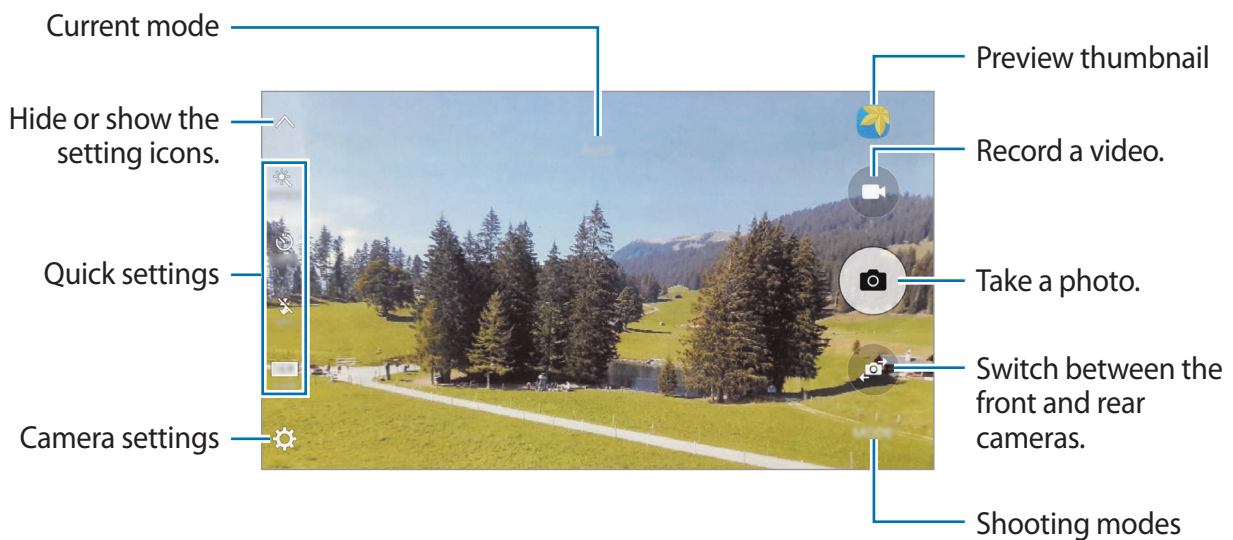 Current mode
Hide or show the
setting icons.
Quick settings
Camera settings
Preview thumbnail
Record a video.
Take a photo.
Switch between the
front and rear
cameras.
Shooting modes